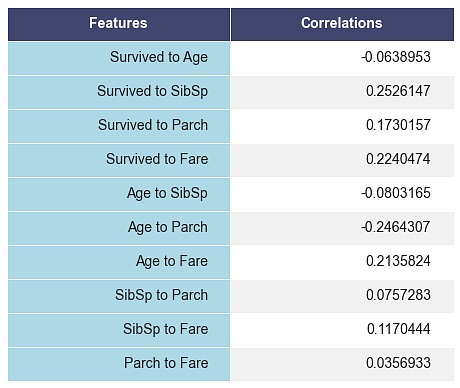 Features Correlations
Survived to Age -0.0638953
Survived to SibSp 0.2526147
Survived to Parch 0.1730157
Survived to Fare 0.2240474
Age to SibSp -0.0803165
Age to Parch -0.2464307
Age to Fare 0.2135824
SibSp to Parch 0.0757283
SibSp to Fare 0.1170444
Parch to Fare 0.0356933